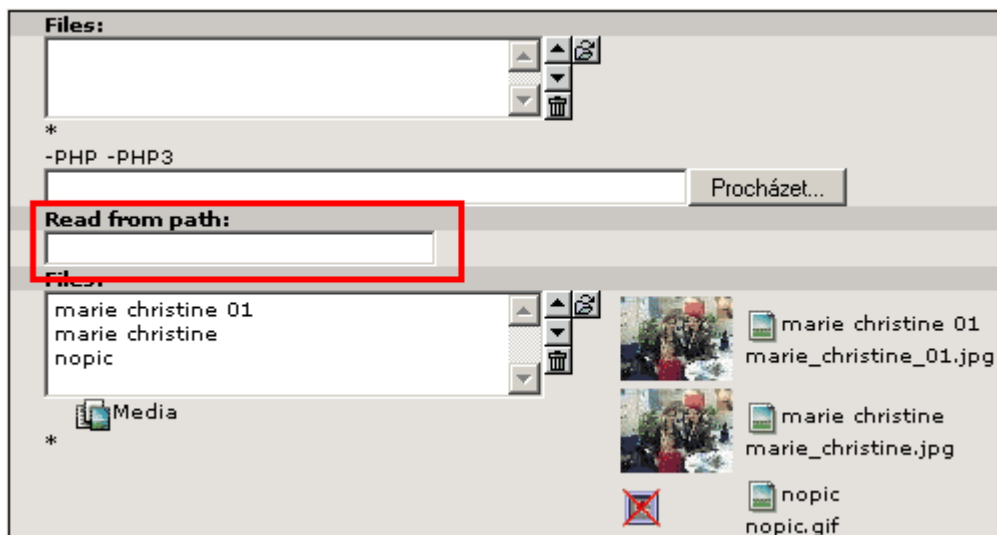 Files:
*
-PHP -PHP3
Procházet...
Read from path:
Files:
marie christine 01
marie christine
nopic
Media
*
marie christine 01
marie_christine_01.jpg
marie christine
marie_christine.jpg
nopic
nopic.gif